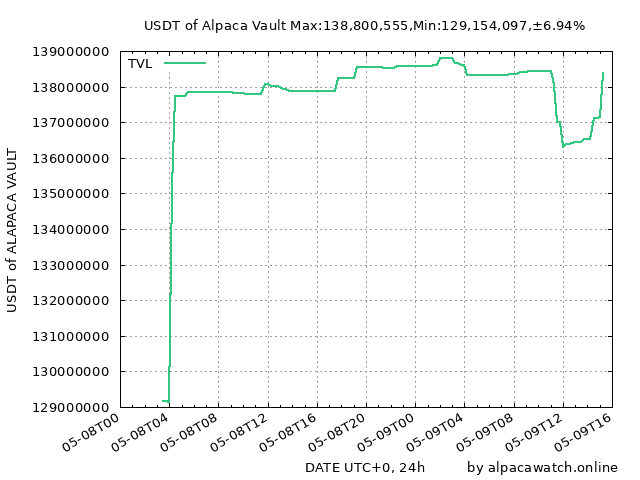 USDT of Alpaca Vault Max:138,800,555,Min:129,154,097,±6.94%
TVL
139000000
138000000
137000000
136000000
135000000
134000000
133000000
132000000
131000000
130000000
129000000
USDT of ALAPACA VAULT
05-08T00
05-08T04
05-08T08
05-08T12
05-08T16
05-08T20
05-09T00
05-09T04
05-09T08
05-09T12
05-09T16
DATE UTC+0, 24h
by alpacawatch.online